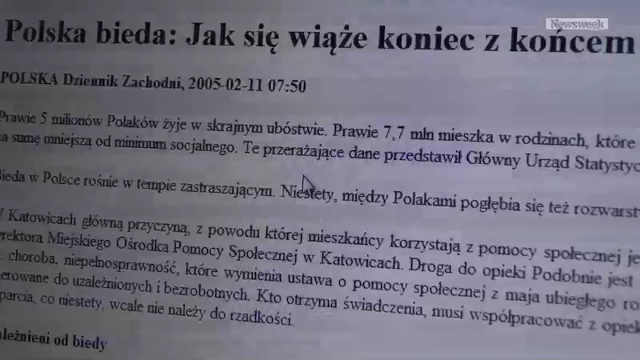 Newsweek
Polska bieda: Jak się wiąże koniec z końcem
POLSKA Dziennik Zachodni, 2005-02-11 07:50
Prawie 5 milionów Polaków żyje w skrajnym ubóstwie. Prawie 7,7 mln mieszka w rodzinach, które
a sumę mniejszą od minimum socjalnego. Te przerażające dane przedstawił Główny Urząd Statystyc
Bieda w Polsce rośnie w tempie zastraszającym. Niestety, między Polakami pogłębia się też rozwarst
W Katowicach główną przyczyną, z powodu której mieszkańcy korzystają z pomocy społecznej je
rektora Miejskiego Ośrodka Pomocy Społecznej w Katowicach. Droga do opieki Podobnie jest
choroba, niepełnosprawność, które wymienia ustawa o pomocy społecznej z maja ubiegłego ro
erowane do uzależnionych i bezrobotnych. Kto otrzyma świadczenia, musi współpracować z opiek
parcia, co niestety, wcale nie należy do rzadkości.
ależnieni od biedy